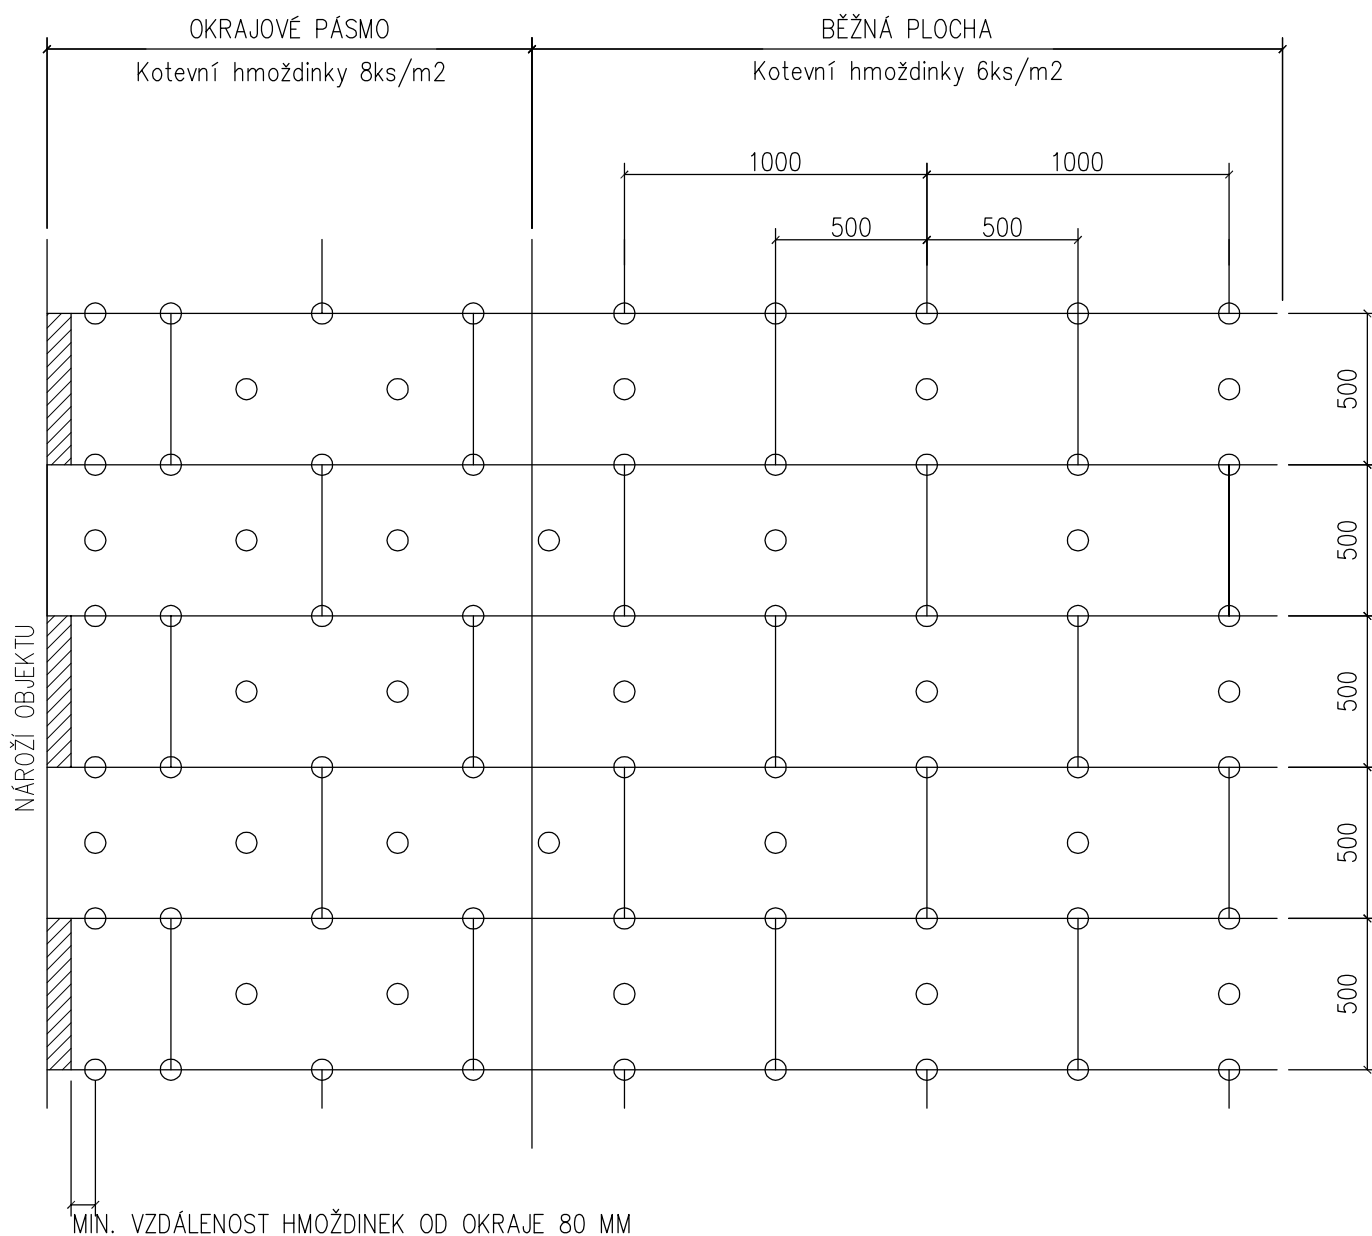 OKRAJOVÉ PÁSMO
BĚŽNÁ PLOCHA
Kotevní hmoždinky 8ks/m2
Kotevní hmoždinky 6ks/m2
1000
1000
500
500
500
500
500
500
500
NÁROŽÍ OBJEKTU
MIN. VZDÁLENOST HMOŽDINEK OD OKRAJE 80 MM